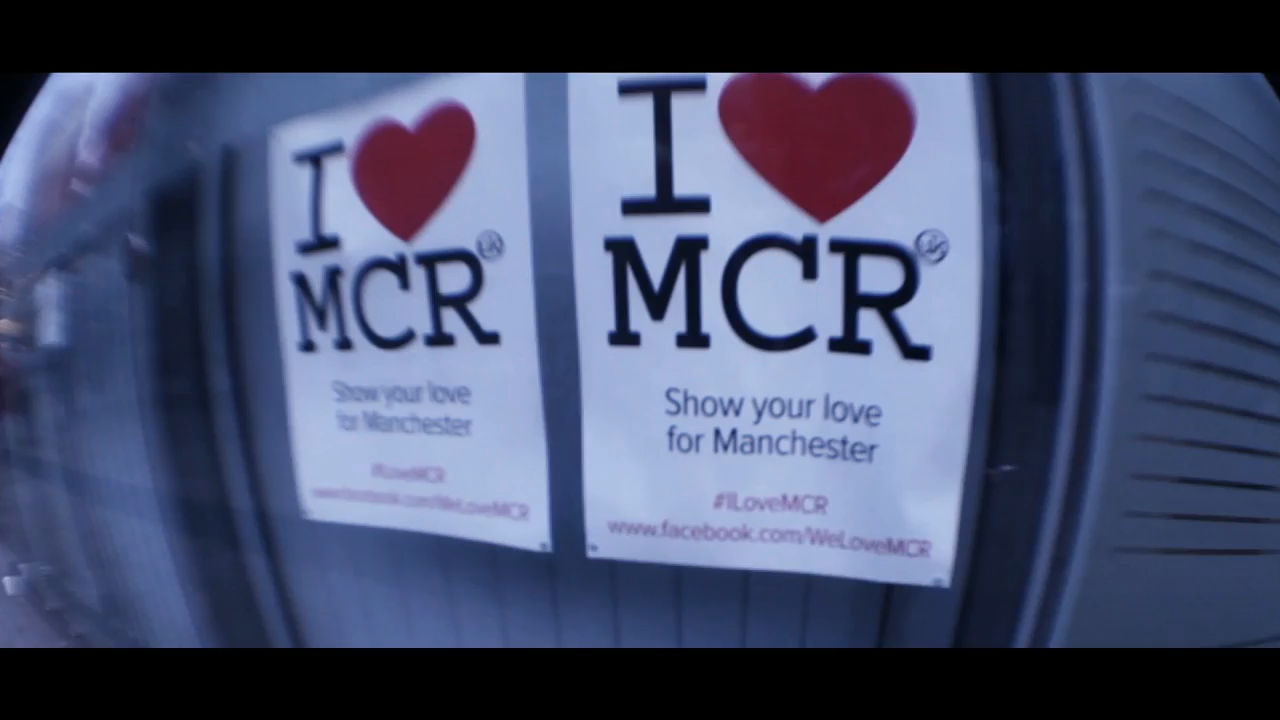 I
MCR
Show your love
for Manchester
#ILoveMCR
www.facebook.com/WeLoveMCR
I
MCR
Show your love
for Manchester
#ILoveMCR
www.facebook.com/WeLoveMCR